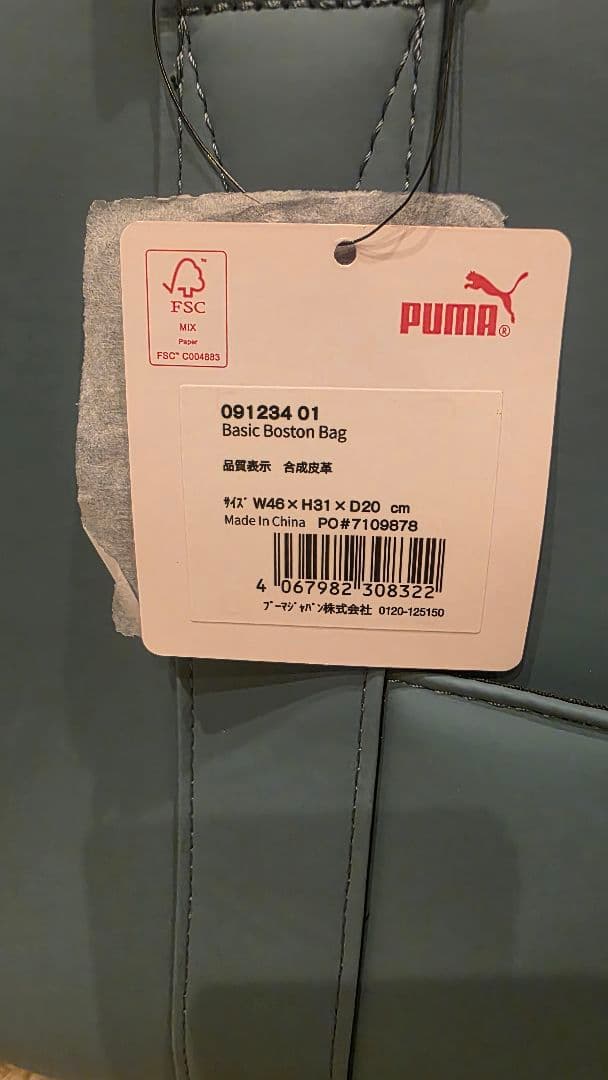 FSC™
MIX
Paper
FSC™ C004883
PUMA®
091234 01
Basic Boston Bag
品質表示 合成皮革
ｻｲｽﾞ W46×H31×D20 cm
Made In China PO#7109878
4 067982 308322
ﾌﾟｰﾏｼﾞｬﾊﾟﾝ株式会社 0120-125150